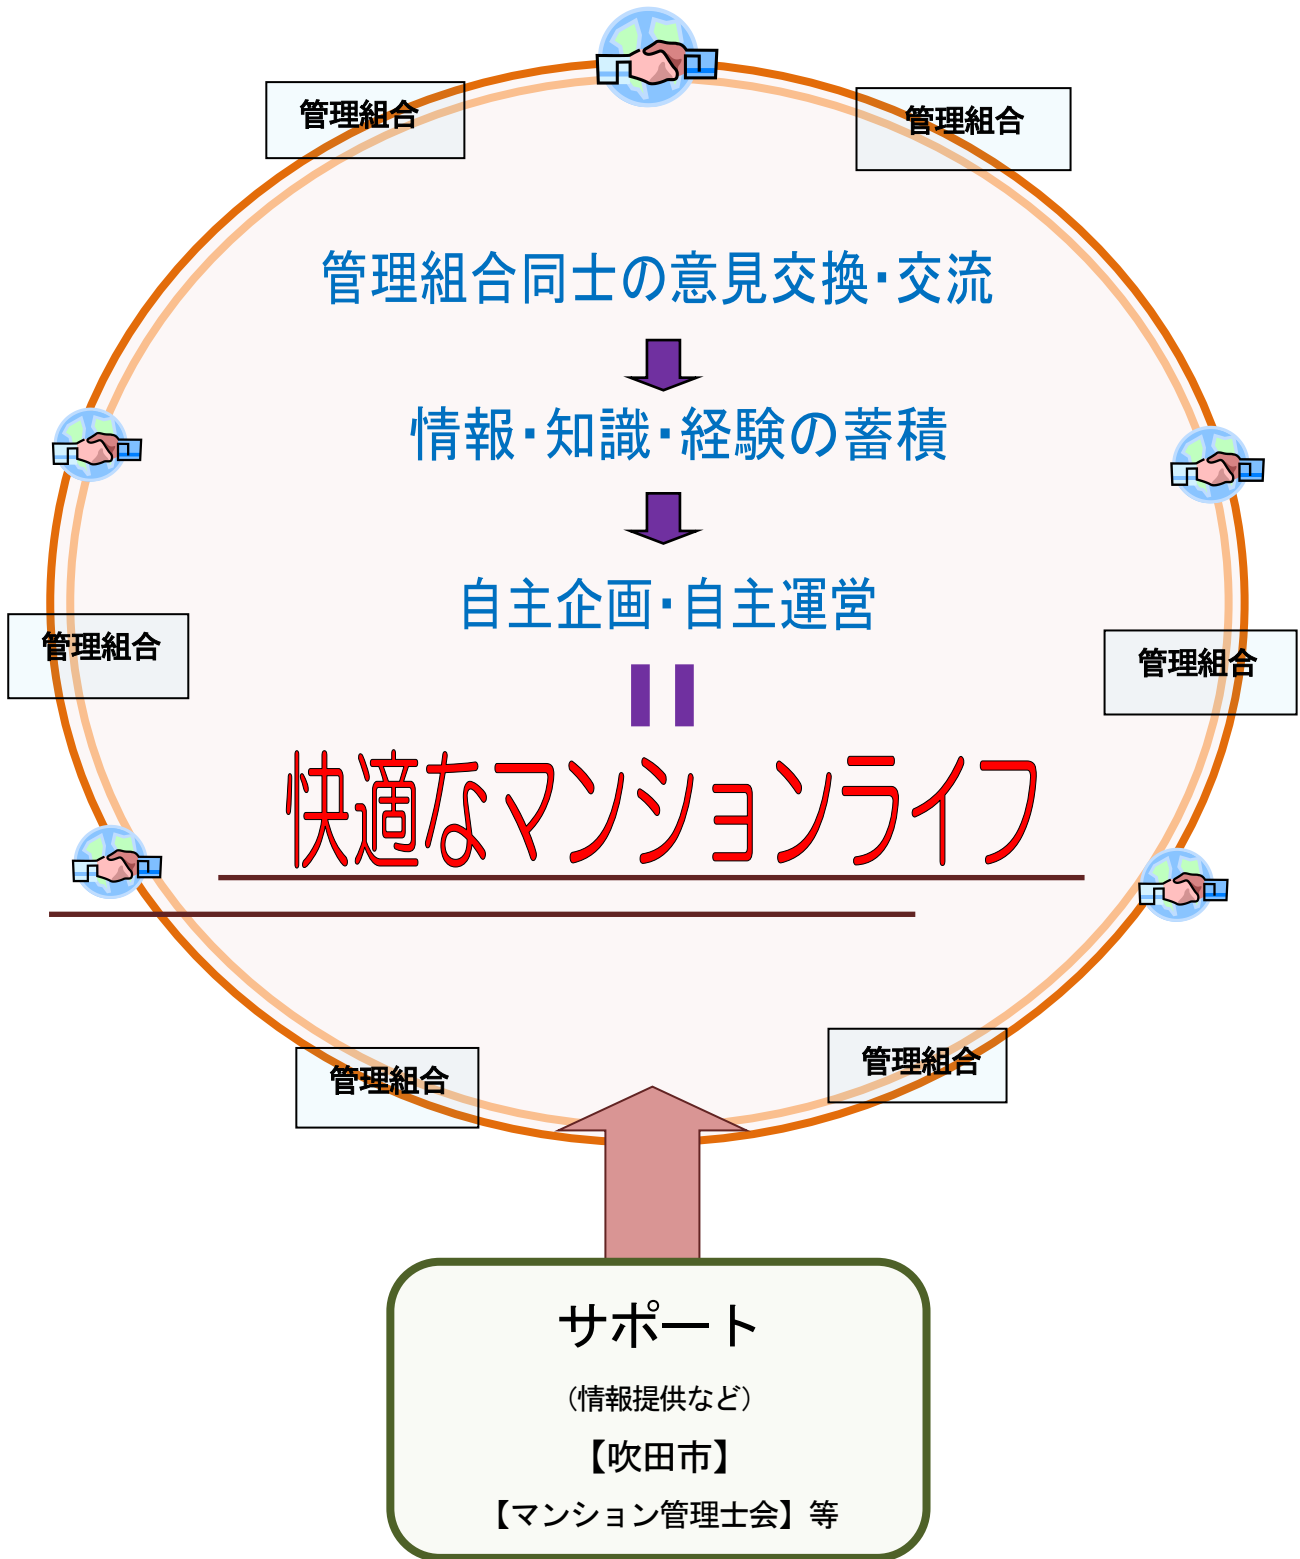 管理組合
管理組合
管理組合同士の意見交換・交流
情報・知識・経験の蓄積
自主企画・自主運営
管理組合
管理組合
快適なマンションライフ
管理組合
管理組合
サポート
（情報提供など）
【吹田市】
【マンション管理士会】等